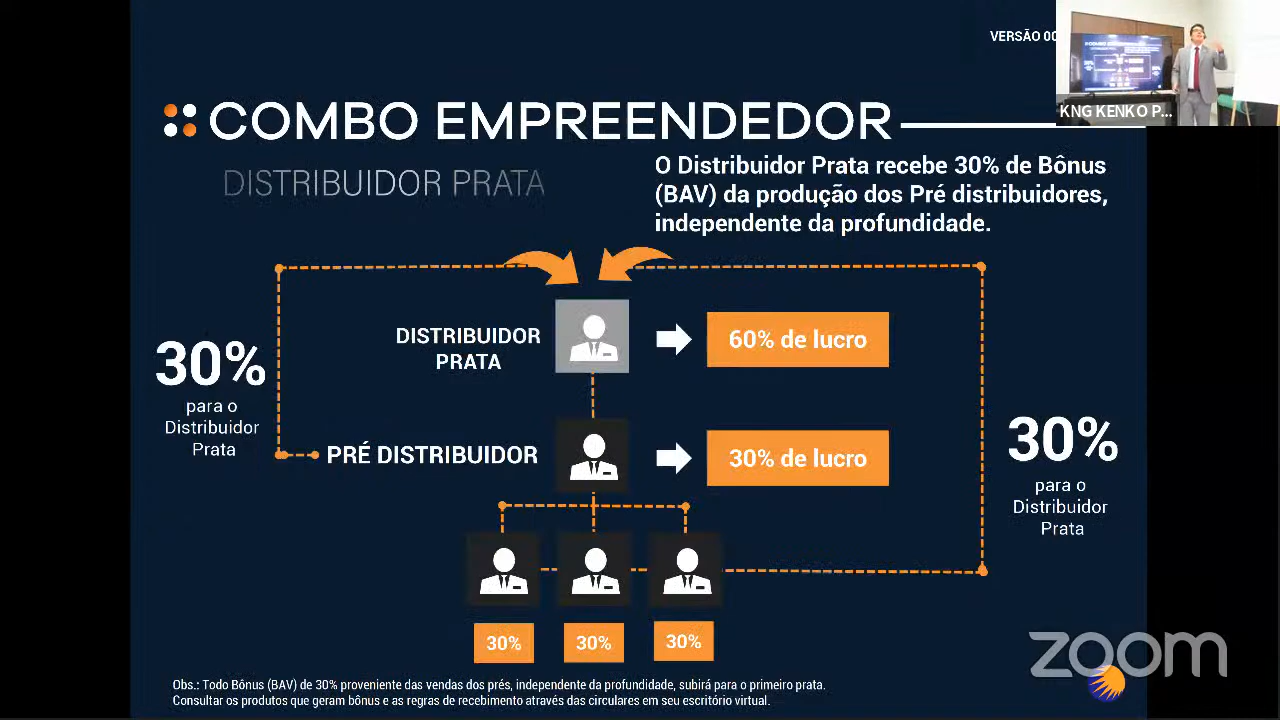 VERSÃO 00
KNG KENKO P...
COMBO EMPREENDEDOR
DISTRIBUIDOR PRATA
O Distribuidor Prata recebe 30% de Bônus
(BAV) da produção dos Pré distribuidores,
independente da profundidade.
DISTRIBUIDOR
PRATA
60% de lucro
30%
para o
Distribuidor
Prata
PRÉ DISTRIBUIDOR
30% de lucro
30%
para o
Distribuidor
Prata
30%
30%
30%
zoom
Obs.: Todo Bônus (BAV) de 30% proveniente das vendas dos prés, independente da profundidade, subirá para o primeiro prata.
Consultar os produtos que geram bônus e as regras de recebimento através das circulares em seu escritório virtual.